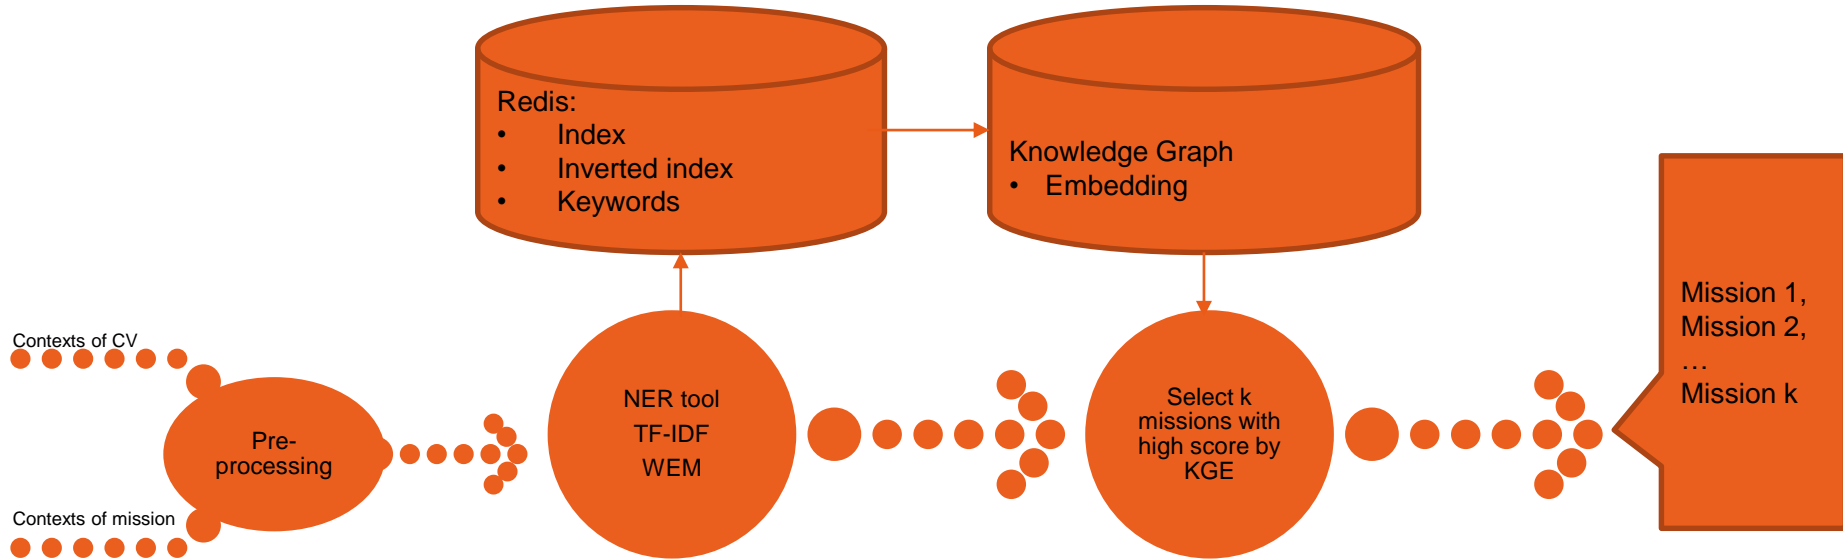 Redis:
• Index
• Inverted index
• Keywords
Knowledge Graph
• Embedding
Contexts of CV
Contexts of mission
Pre-
processing
NER tool
TF-IDF
WEM
Select k
missions with
high score by
KGE
Mission 1,
Mission 2,
…
Mission k